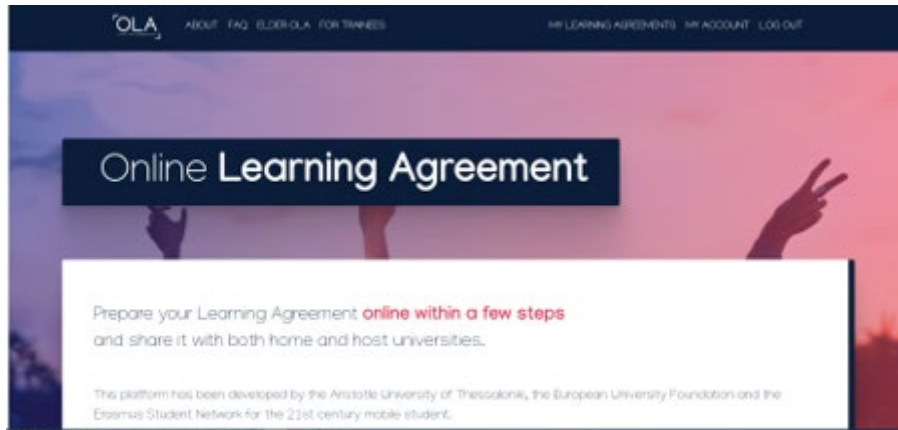 OLA
ABOUT FAQ ELDER OLA FOR TRAINEES
MY LEARNING AGREEMENTS MY ACCOUNT LOG OUT
Online Learning Agreement
Prepare your Learning Agreement online within a few steps
and share it with both home and host universities.
This platform has been developed by the Aristotle University of Thessaloniki, the European University Foundation and the
Erasmus Student Network for the 21st century mobile student.